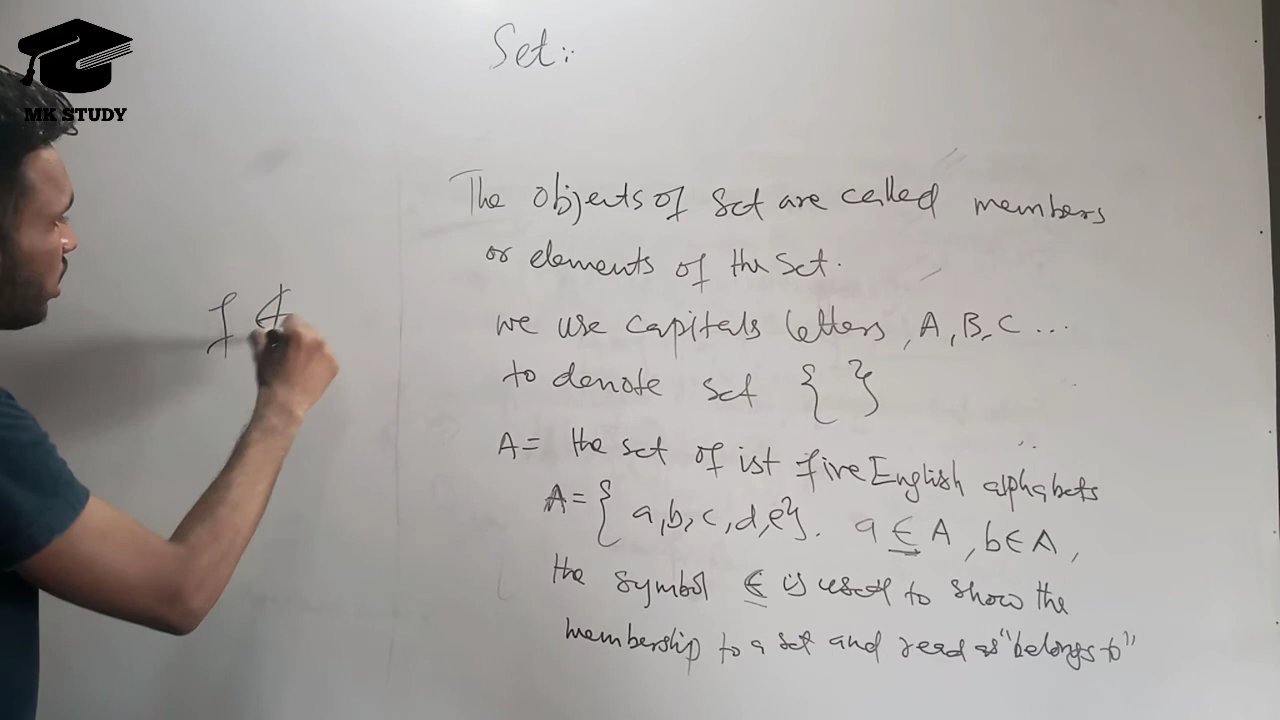 MK STUDY
Set:
The objects of Set are called members
or elements of the Set.
we use capitals letters, A, B, C ...
to denote set { }
A = the set of ist five English alphabets
A = { a, b, c, d, e }. a ∈ A, b ∈ A,
the symbol ∈ is used to show the
membership to a set and read as "belongs to"
f ∉